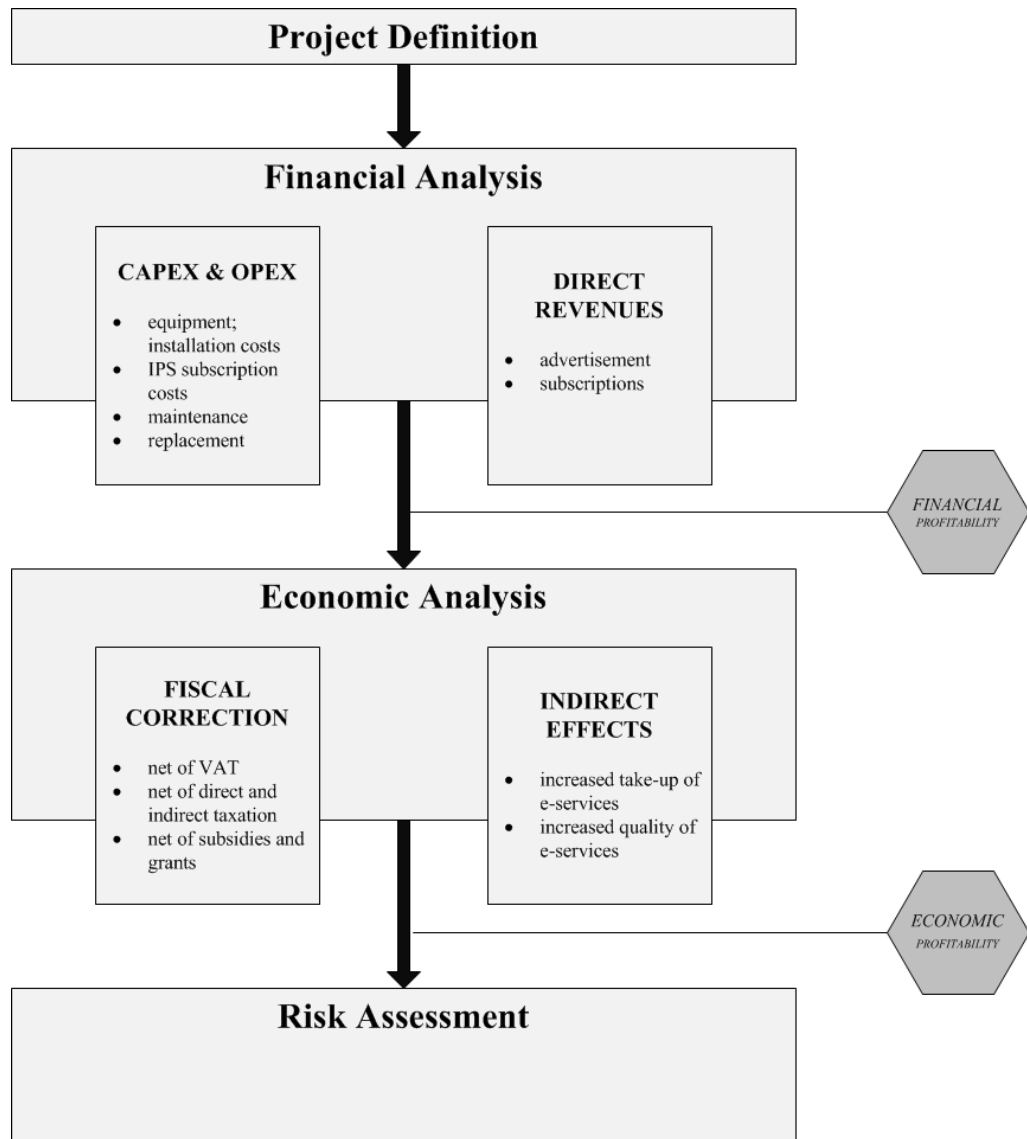 Project Definition
Financial Analysis
CAPEX & OPEX
• equipment;
installation costs
• IPS subscription
costs
• maintenance
• replacement
DIRECT
REVENUES
• advertisement
• subscriptions
FINANCIAL
PROFITABILITY
Economic Analysis
FISCAL
CORRECTION
• net of VAT
• net of direct and
indirect taxation
• net of subsidies and
grants
INDIRECT
EFFECTS
• increased take-up of
e-services
• increased quality of
e-services
ECONOMIC
PROFITABILITY
Risk Assessment